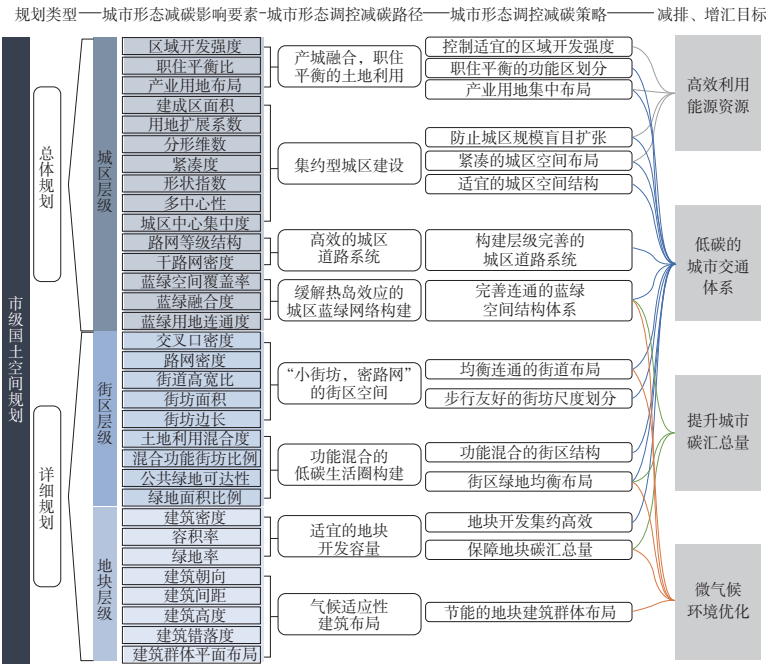 规划类型——城市形态减碳影响要素-城市形态调控减碳路径——城市形态调控减碳策略——减排、增汇目标
市级国土空间规划
总体规划
详细规划
城区层级
街区层级
地块层级
区域开发强度
职住平衡比
产业用地布局
建成区面积
用地扩展系数
分形维数
紧凑度
形状指数
多中心性
城区中心集中度
路网等级结构
干路网密度
蓝绿空间覆盖率
蓝绿融合度
蓝绿用地连通度
交叉口密度
路网密度
街道高宽比
街坊面积
街坊边长
土地利用混合度
混合功能街坊比例
公共绿地可达性
绿地面积比例
建筑密度
容积率
绿地率
建筑朝向
建筑间距
建筑高度
建筑错落度
建筑群体平面布局
产城融合，职住
平衡的土地利用
集约型城区建设
高效的城区
道路系统
缓解热岛效应的
城区蓝绿网络构建
“小街坊，密路网”
的街区空间
功能混合的
低碳生活圈构建
适宜的地块
开发容量
气候适应性
建筑布局
控制适宜的区域开发强度
职住平衡的功能区划分
产业用地集中布局
防止城区规模盲目扩张
紧凑的城区空间布局
适宜的城区空间结构
构建层级完善的
城区道路系统
完善连通的蓝绿
空间结构体系
均衡连通的街道布局
步行友好的街坊尺度划分
功能混合的街区结构
街区绿地均衡布局
地块开发集约高效
保障地块碳汇总量
节能的地块建筑群体布局
高效利用
能源资源
低碳的
城市交通
体系
提升城市
碳汇总量
微气候
环境优化